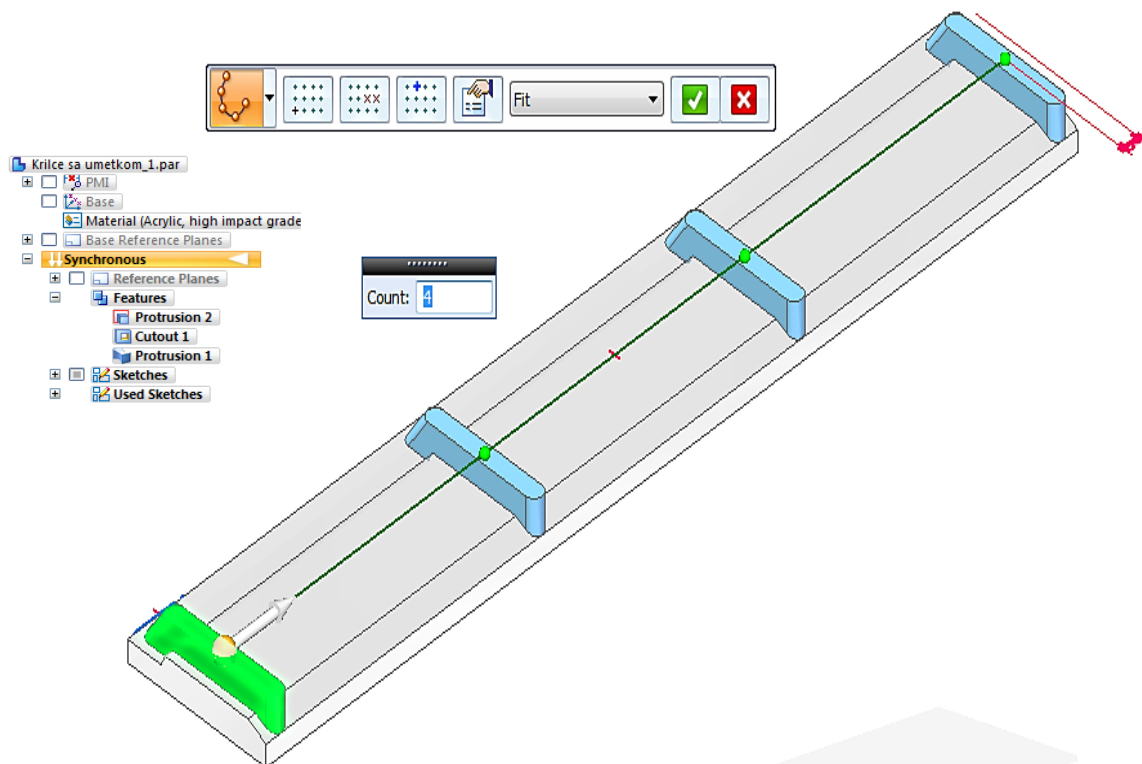 Fit
Krilce sa umetkom_1.par
PMI
Base
Material (Acrylic, high impact grade
Base Reference Planes
Synchronous
Reference Planes
Features
Protrusion 2
Cutout 1
Protrusion 1
Sketches
Used Sketches
Count: 4